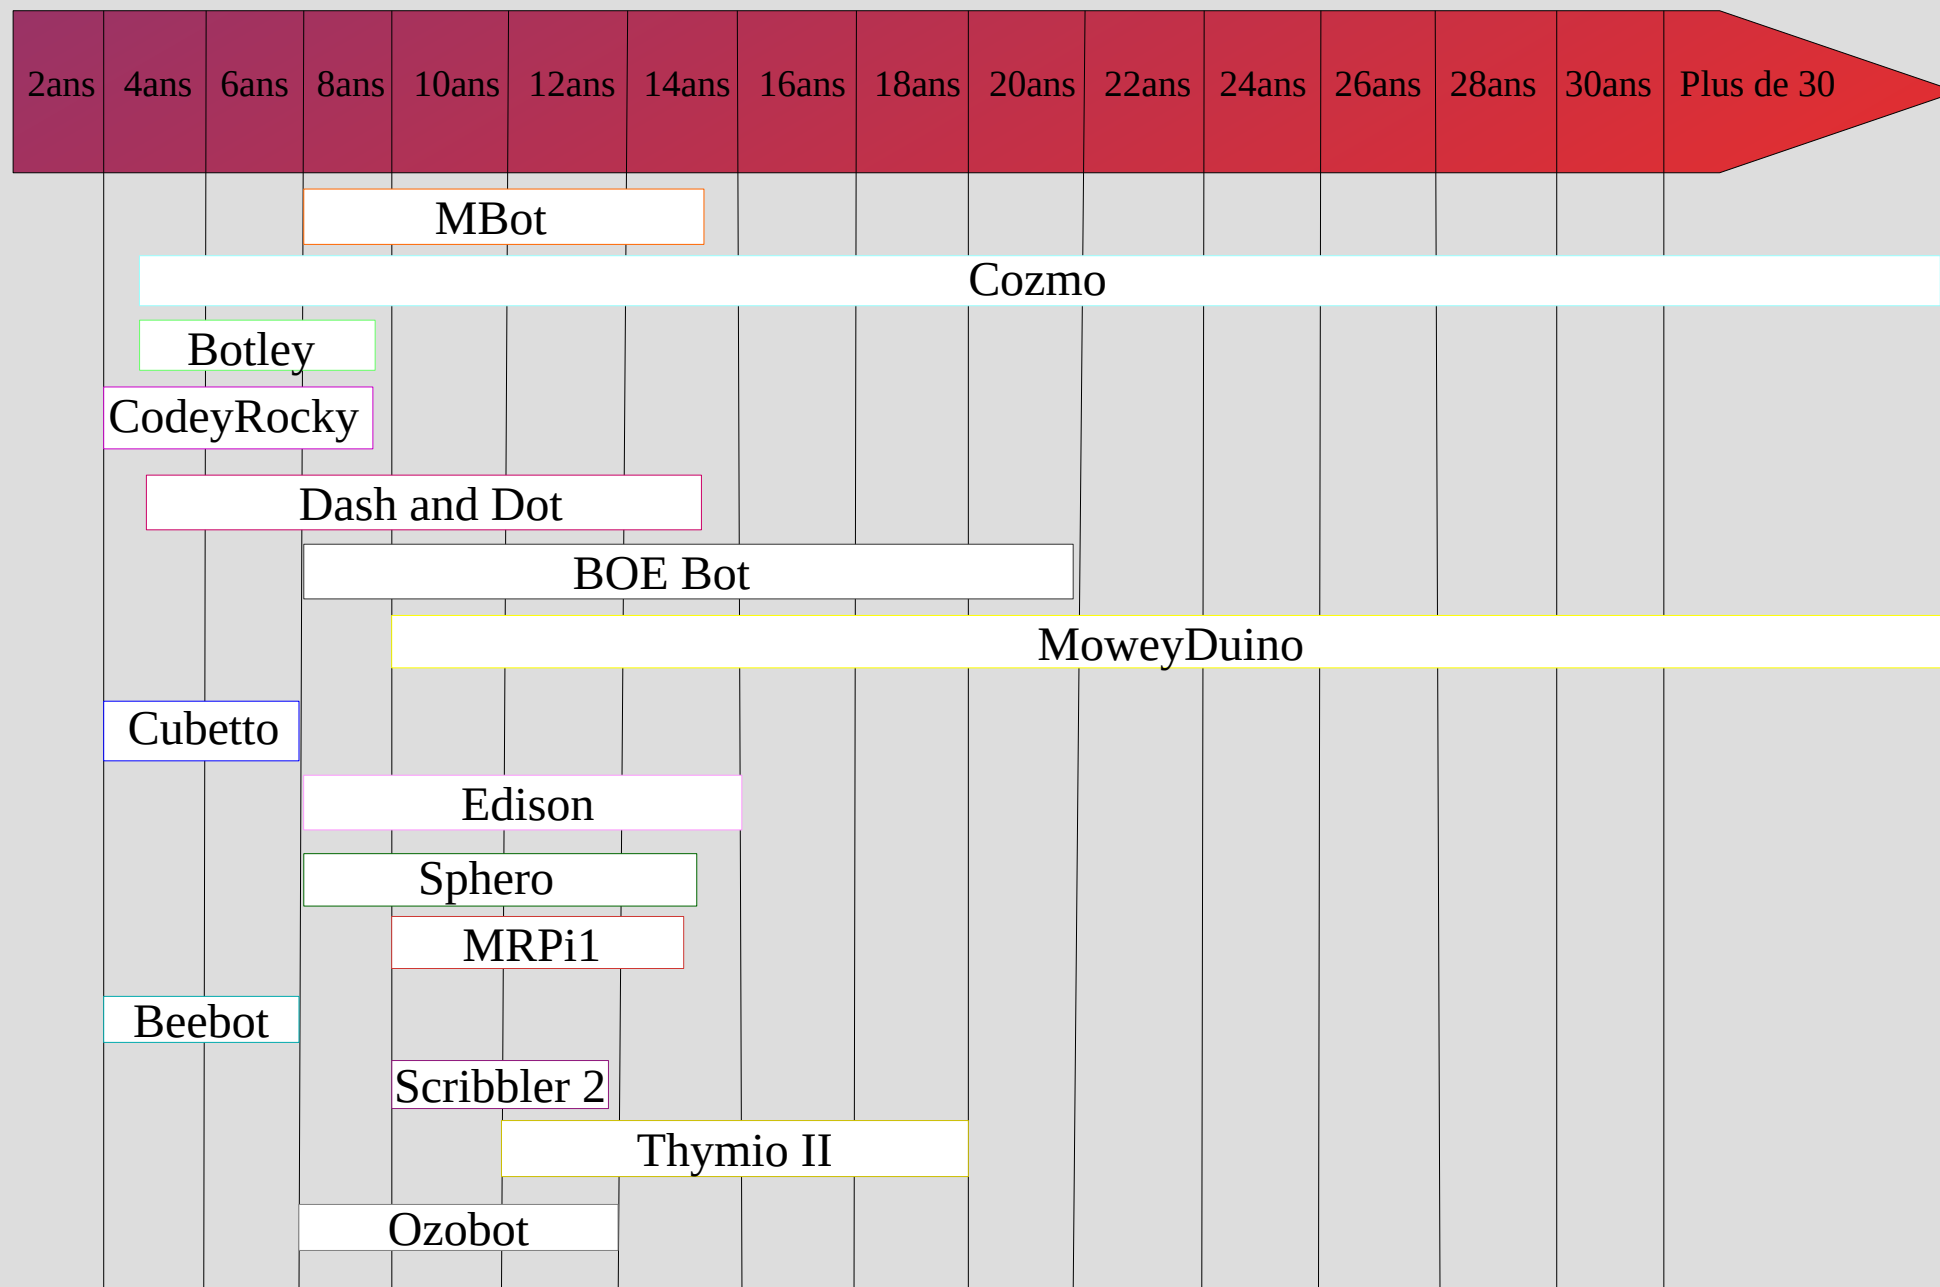 2ans 4ans 6ans 8ans 10ans 12ans 14ans 16ans 18ans 20ans 22ans 24ans 26ans 28ans 30ans Plus de 30
MBot
Cozmo
Botley
CodeyRocky
Dash and Dot
BOE Bot
MoweyDuino
Cubetto
Edison
Sphero
MRPi1
Beebot
Scribbler 2
Thymio II
Ozobot